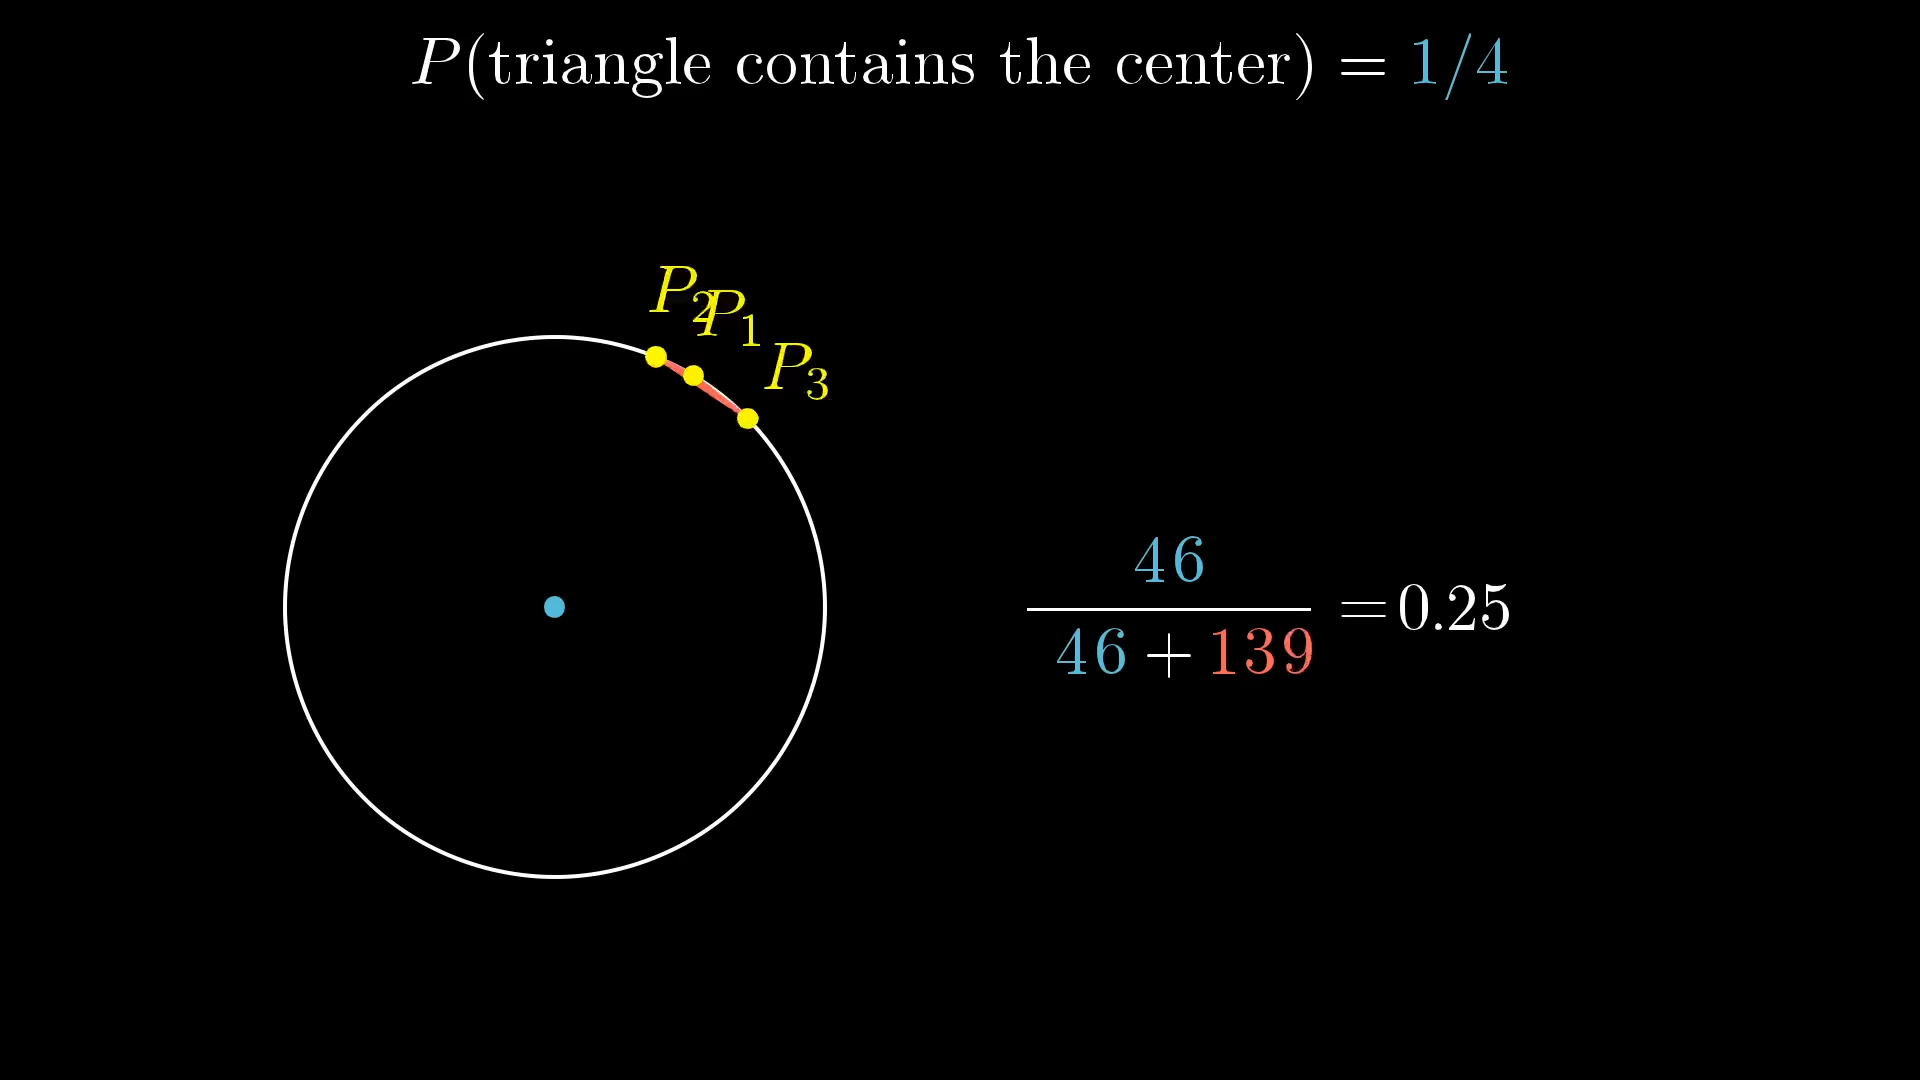 P(triangle contains the center) = 1/4
P2
P1
P3
46
46 + 139
= 0.25